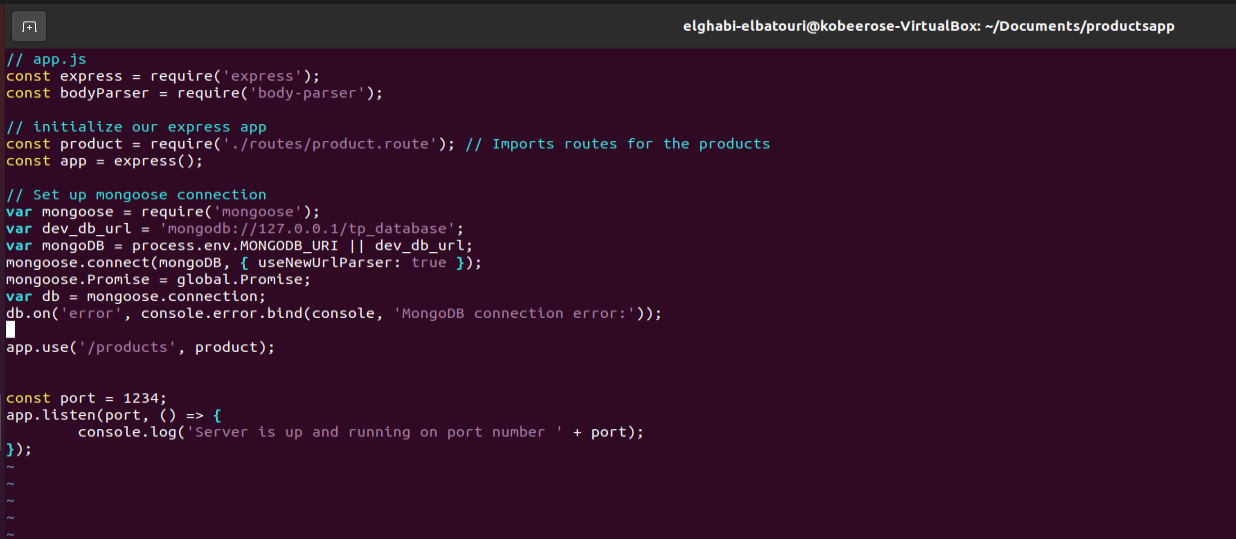 elghabi-elbatouri@kobeerose-VirtualBox: ~/Documents/productsapp
// app.js
const express = require('express');
const bodyParser = require('body-parser');
// initialize our express app
const product = require('./routes/product.route'); // Imports routes for the products
const app = express();
// Set up mongoose connection
var mongoose = require('mongoose');
var dev_db_url = 'mongodb://127.0.0.1/tp_database';
var mongoDB = process.env.MONGODB_URI || dev_db_url;
mongoose.connect(mongoDB, { useNewUrlParser: true });
mongoose.Promise = global.Promise;
var db = mongoose.connection;
db.on('error', console.error.bind(console, 'MongoDB connection error:'));
app.use('/products', product);
const port = 1234;
app.listen(port, () => {
        console.log('Server is up and running on port number ' + port);
});
~
~
~
~
~